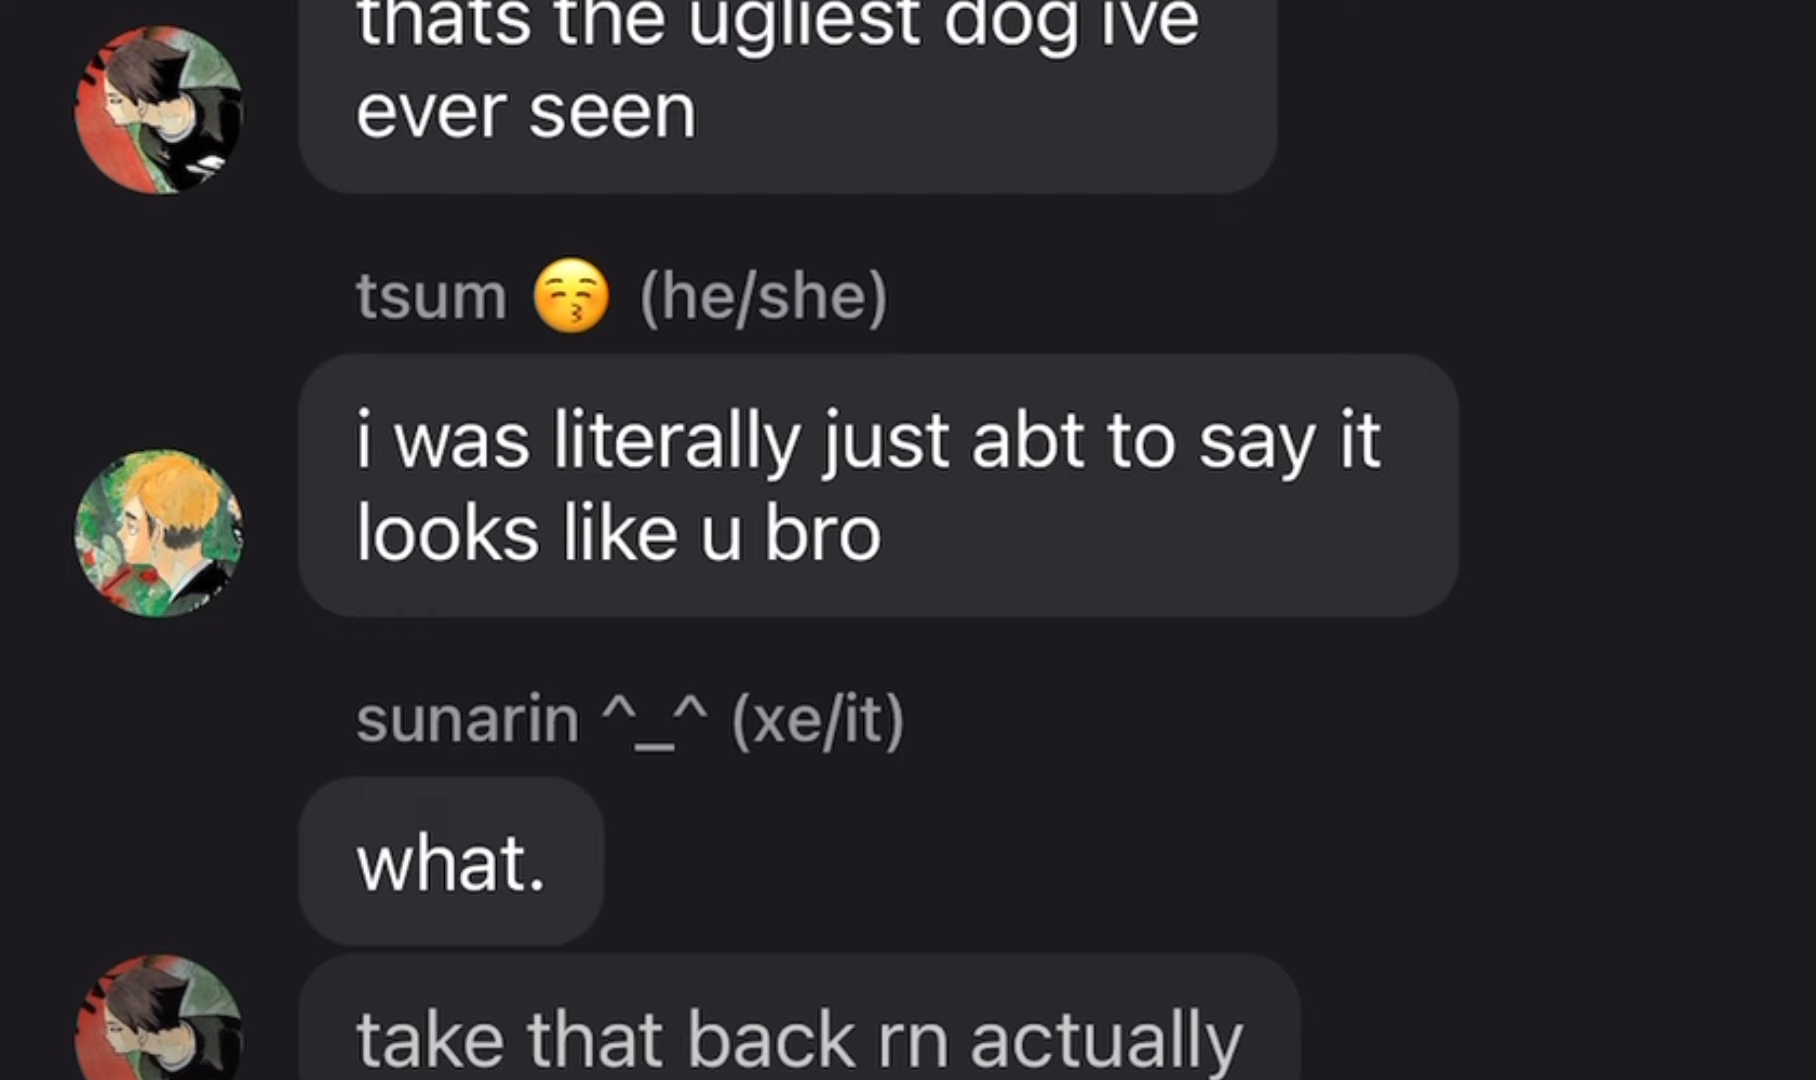 thats the ugliest dog ive
ever seen
tsum 😚 (he/she)
i was literally just abt to say it
looks like u bro
sunarin ^_^ (xe/it)
what.
take that back rn actually